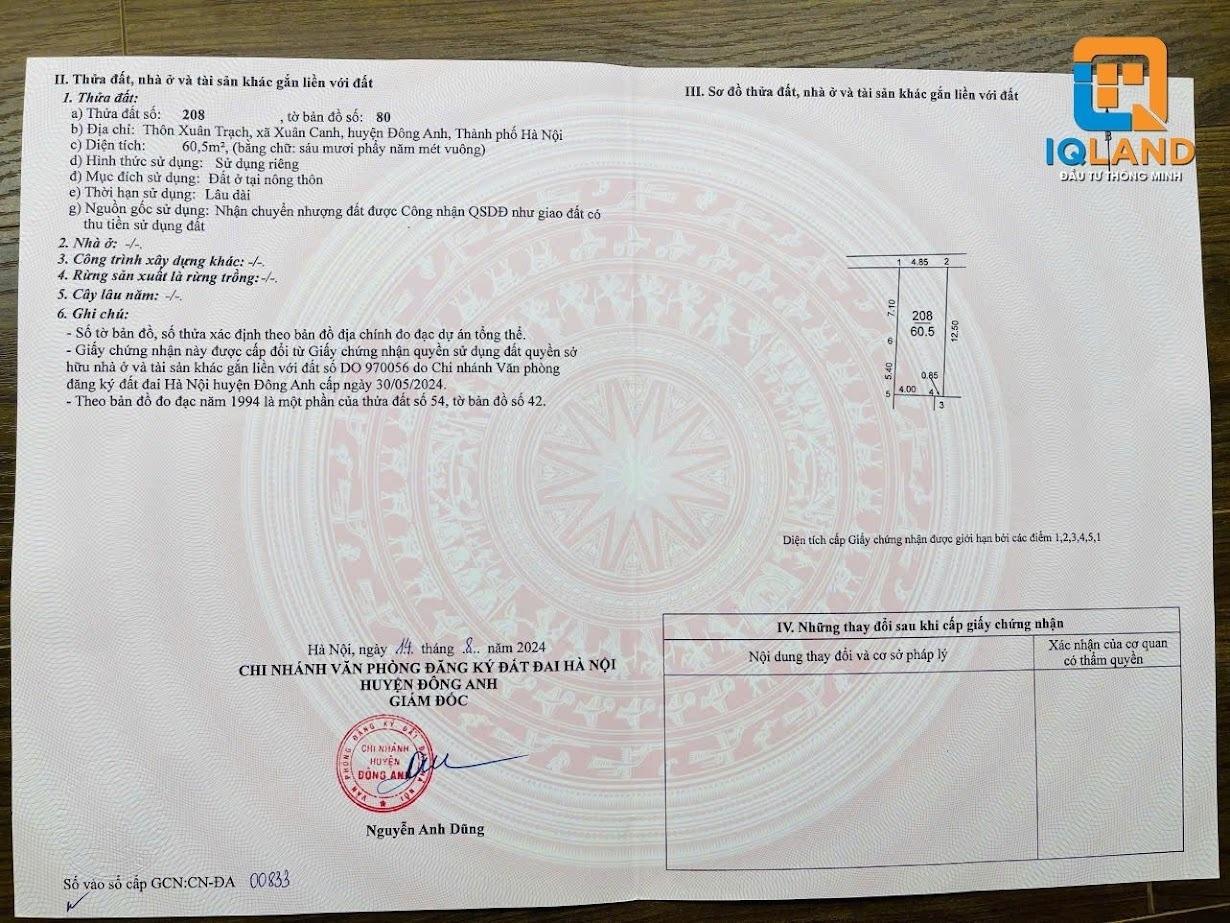 II. Thửa đất, nhà ở và tài sản khác gắn liền với đất
1. Thửa đất:
a) Thửa đất số: 208 , tờ bản đồ số: 80
b) Địa chỉ: Thôn Xuân Trạch, xã Xuân Canh, huyện Đông Anh, Thành phố Hà Nội
c) Diện tích: 60,5m², (bằng chữ: sáu mươi phẩy năm mét vuông)
d) Hình thức sử dụng: Sử dụng riêng
đ) Mục đích sử dụng: Đất ở tại nông thôn
e) Thời hạn sử dụng: Lâu dài
g) Nguồn gốc sử dụng: Nhận chuyển nhượng đất được Công nhận QSDĐ như giao đất có
thu tiền sử dụng đất
2. Nhà ở: -/-.
3. Công trình xây dựng khác: -/-.
4. Rừng sản xuất là rừng trồng:-/-.
5. Cây lâu năm: -/-.
6. Ghi chú:
- Số tờ bản đồ, số thửa xác định theo bản đồ địa chính đo đạc dự án tổng thể.
- Giấy chứng nhận này được cấp đổi từ Giấy chứng nhận quyền sử dụng đất quyền sở
hữu nhà ở và tài sản khác gắn liền với đất số DO 970056 do Chi nhánh Văn phòng
đăng ký đất đai Hà Nội huyện Đông Anh cấp ngày 30/05/2024.
- Theo bản đồ đo đạc năm 1994 là một phần của thửa đất số 54, tờ bản đồ số 42.
Hà Nội, ngày 14 tháng 8.. năm 2024
CHI NHÁNH VĂN PHÒNG ĐĂNG KÝ ĐẤT ĐAI HÀ NỘI
HUYỆN ĐÔNG ANH
GIÁM ĐỐC
VĂN PHÒNG ĐĂNG KÝ ĐẤT ĐAI HÀ NỘI
CHI NHÁNH
HUYỆN
ĐÔNG ANH
Nguyễn Anh Dũng
Số vào sổ cấp GCN:CN-ĐA 00833
III. Sơ đồ thửa đất, nhà ở và tài sản khác gắn liền với đất
B
IQLAND
ĐẦU TƯ THÔNG MINH
1 4.85 2
7.10
208
60.5
12.50
6
5.40
0.85
5 4.00 4
3
Diện tích cấp Giấy chứng nhận được giới hạn bởi các điểm 1,2,3,4,5,1
IV. Những thay đổi sau khi cấp giấy chứng nhận
Nội dung thay đổi và cơ sở pháp lý
Xác nhận của cơ quan
có thẩm quyền